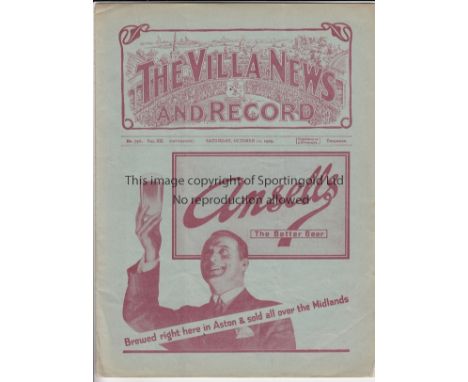 THE VILLA NEWS
AND RECORD
SATURDAY, OCTOBER
This image copyright of Sportingold Ltd
No reproduction allowed
Ansells
The Better Beer
Brewed right here in Aston & sold all over the Midlands